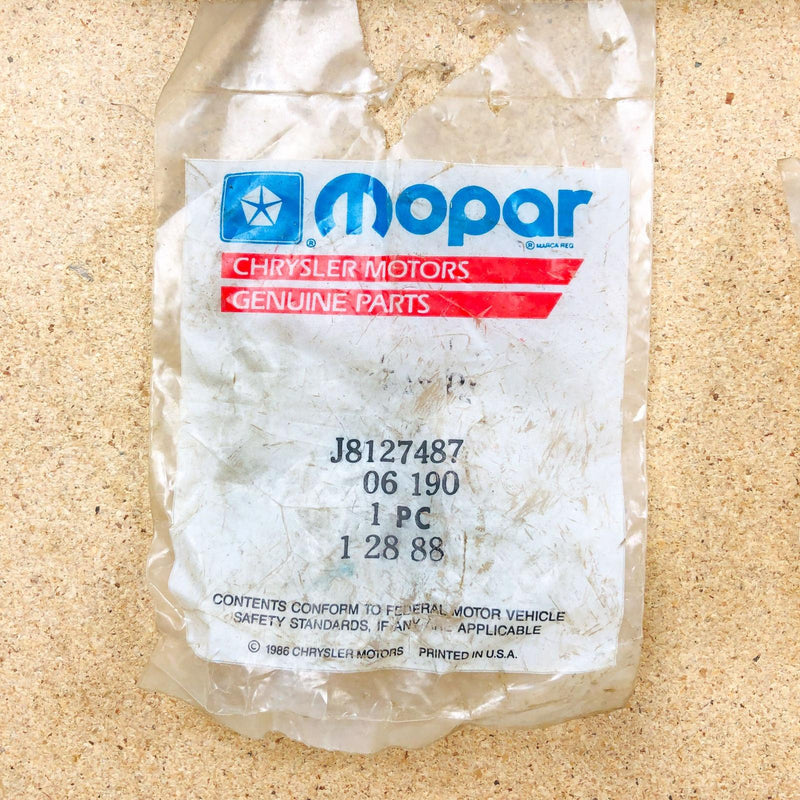 mopar
® ® MARCA REG
CHRYSLER MOTORS
GENUINE PARTS
J8127487
06 190
1 PC
1 28 88
CONTENTS CONFORM TO FEDERAL MOTOR VEHICLE
SAFETY STANDARDS, IF ANY ARE APPLICABLE
© 1986 CHRYSLER MOTORS PRINTED IN U.S.A.